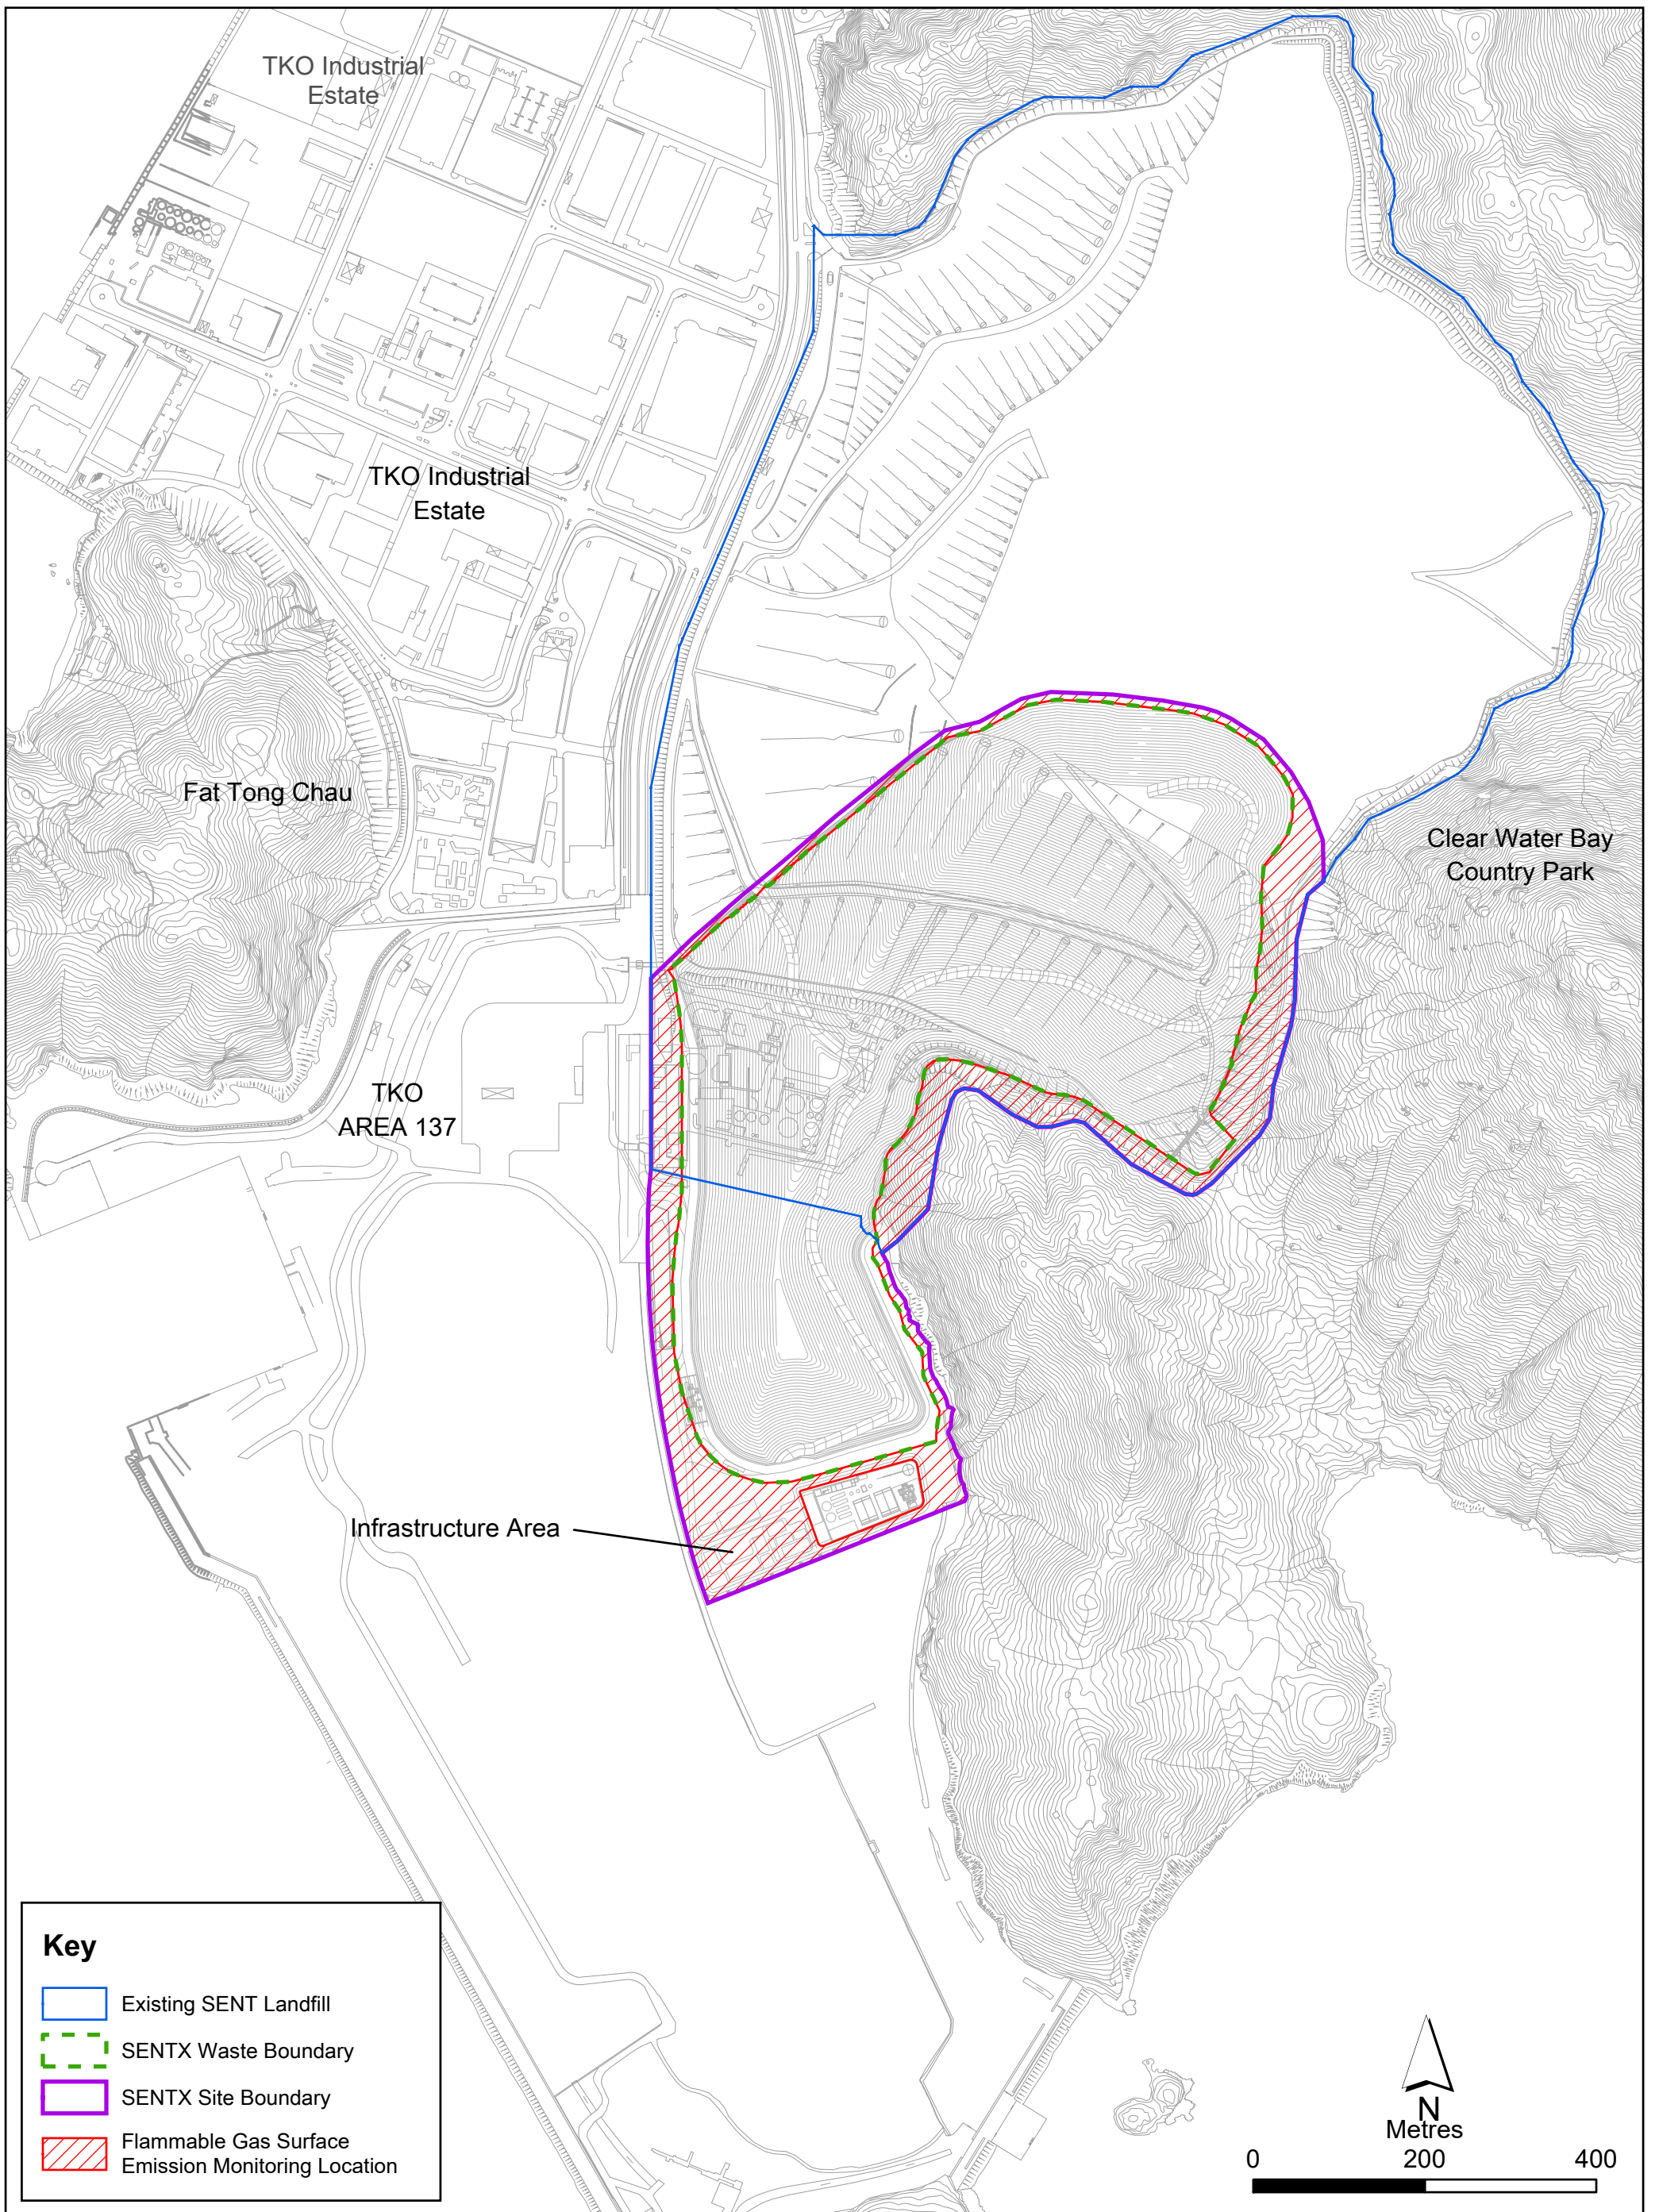 TKO Industrial
Estate
TKO Industrial
Estate
Fat Tong Chau
Clear Water Bay
Country Park
TKO
AREA 137
Infrastructure Area
Key
Existing SENT Landfill
SENTX Waste Boundary
SENTX Site Boundary
Flammable Gas Surface
Emission Monitoring Location
N
Metres
0 200 400